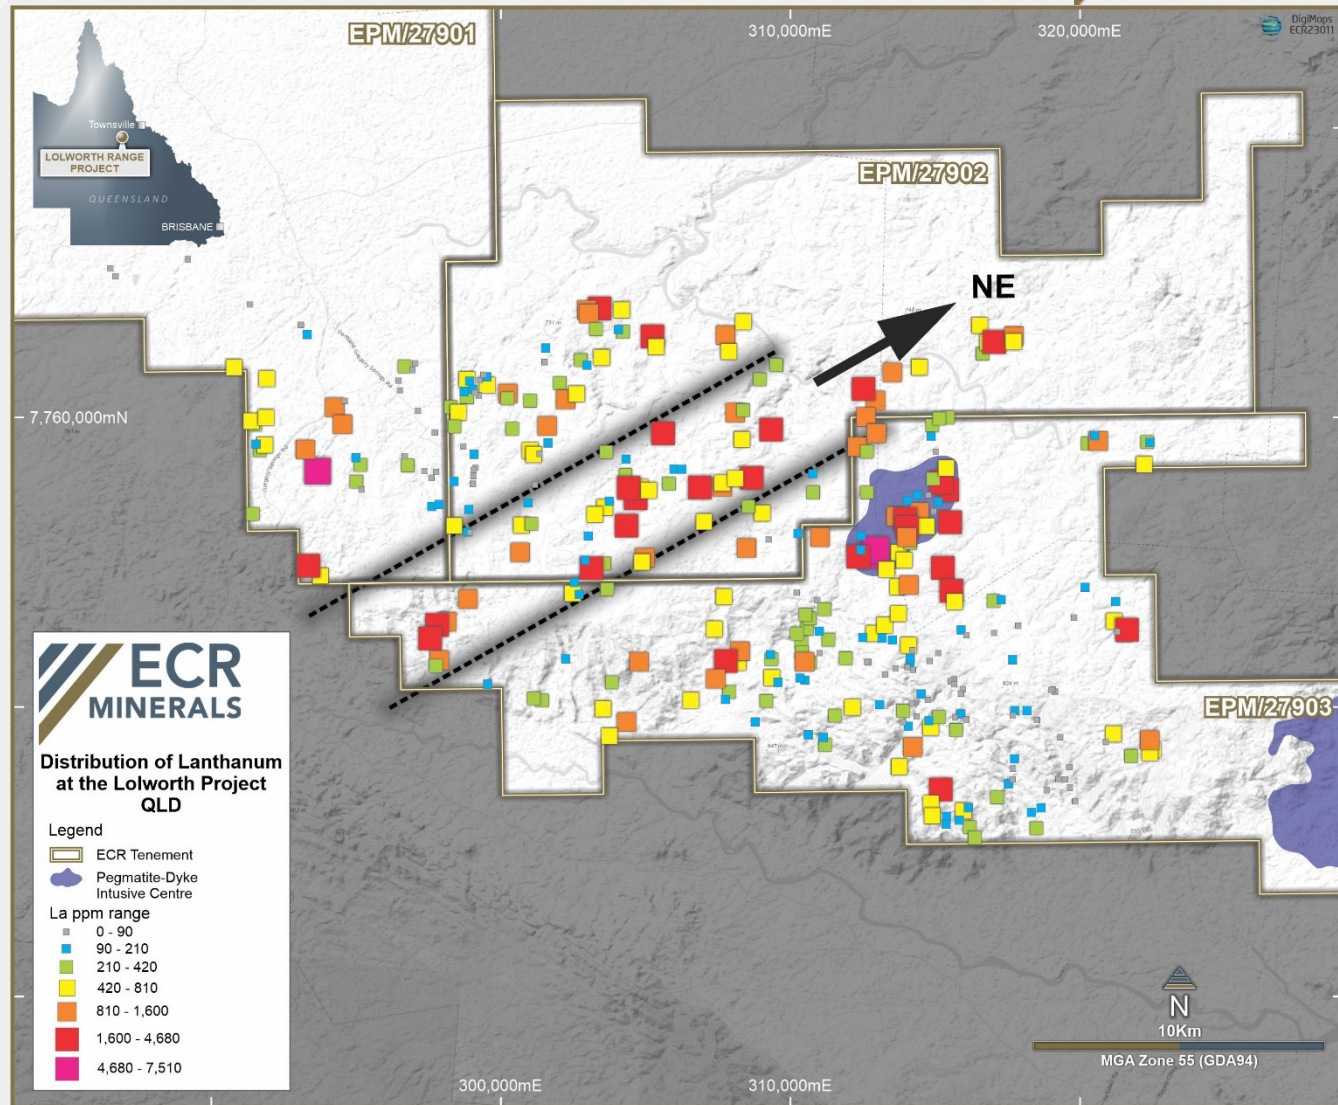 EPM/27901
310,000mE
320,000mE
DigiMaps
ECR23011
Townsville
LOLWORTH RANGE
PROJECT
QUEENSLAND
BRISBANE
EPM/27902
NE
7,760,000mN
EPM/27903
ECR
MINERALS
Distribution of Lanthanum
at the Lolworth Project
QLD
Legend
ECR Tenement
Pegmatite-Dyke
Intusive Centre
La ppm range
0 - 90
90 - 210
210 - 420
420 - 810
810 - 1,600
1,600 - 4,680
4,680 - 7,510
N
10Km
MGA Zone 55 (GDA94)
300,000mE
310,000mE